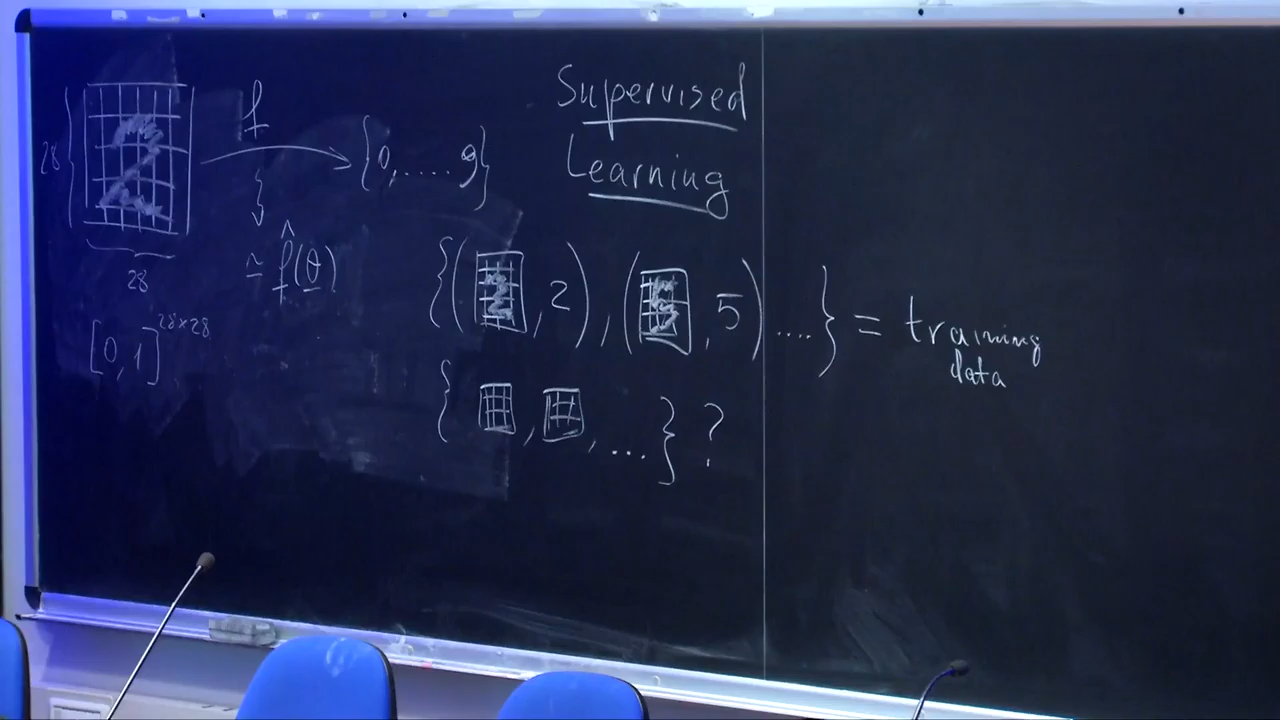 Supervised
Learning
28
f
{0, .... 9}
28
≃ f̂(θ)
[0,1]^28×28
{( , 2), ( , 5) .... } = training
data
{ , , ... } ?